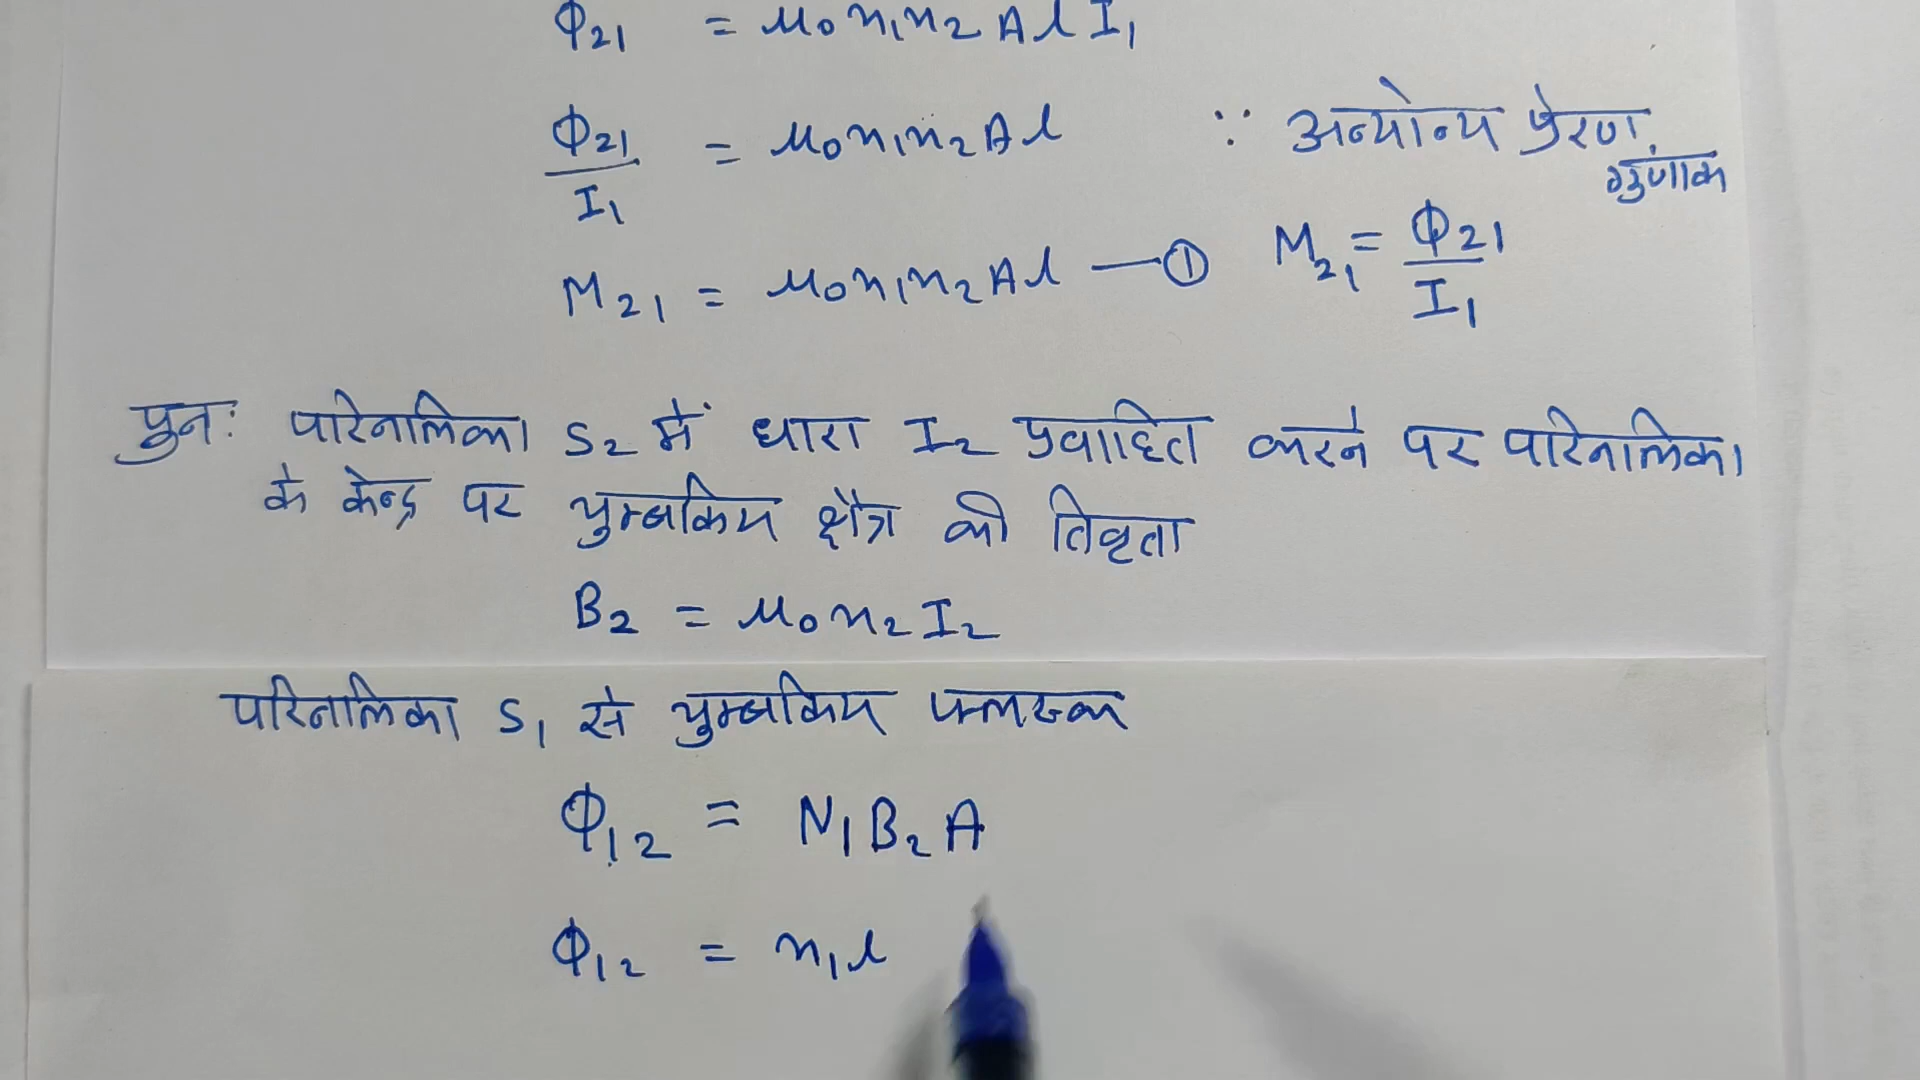 Φ₂₁ = μ₀n₁n₂AlI₁
Φ₂₁/I₁ = μ₀n₁n₂Al ∵ अन्योन्य प्रेरण गुणांक
M₂₁ = μ₀n₁n₂Al —① M₂₁ = Φ₂₁/I₁
पुनः परिनालिका S₂ में धारा I₂ प्रवाहित करने पर परिनालिका
के केन्द्र पर चुम्बकिय क्षेत्र की तिव्रता
B₂ = μ₀n₂I₂
परिनालिका S₁ से चुम्बकिय फ्लक्स
Φ₁₂ = N₁B₂A
Φ₁₂ = n₁l